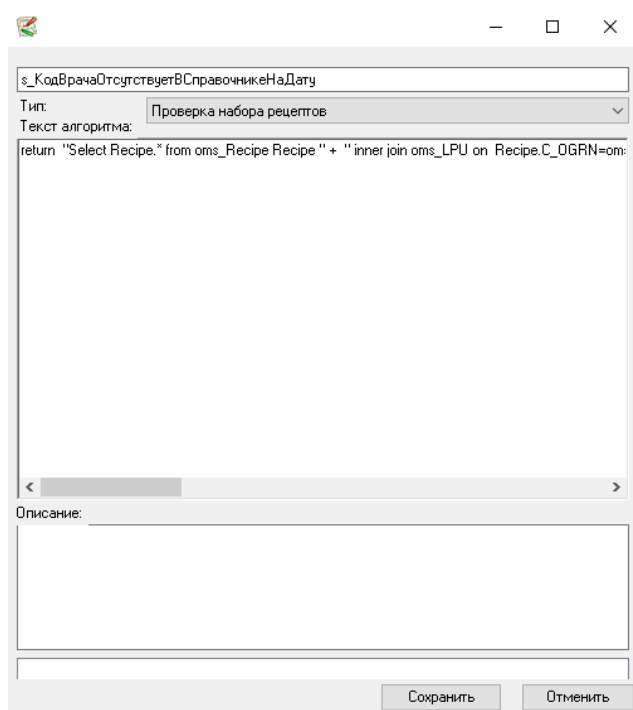 s_КодВрачаОтсутствуетВСправочникеНаДату
Тип:
Проверка набора рецептов
Текст алгоритма:
return "Select Recipe.* from oms_Recipe Recipe " + " inner join oms_LPU on Recipe.C_OGRN=oms
Описание:
Сохранить
Отменить